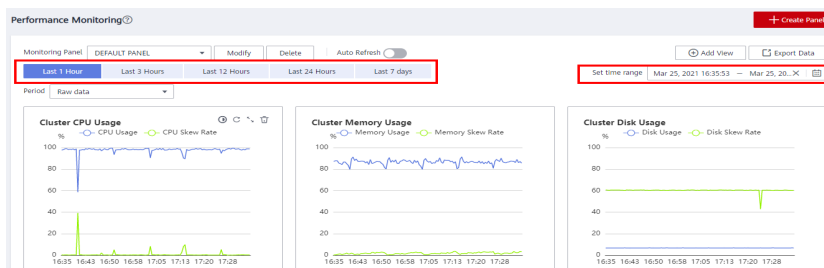 Performance Monitoring?
+ Create Panel
Monitoring Panel DEFAULT PANEL Modify Delete Auto Refresh Add View Export Data
Last 1 Hour Last 3 Hours Last 12 Hours Last 24 Hours Last 7 days Set time range Mar 25, 2021 16:35:53 – Mar 25, 20...
Period Raw data
Cluster CPU Usage
% CPU Usage CPU Skew Rate
100
80
60
40
20
0
16:35 16:43 16:50 16:58 17:05 17:13 17:20 17:28
Cluster Memory Usage
% Memory Usage Memory Skew Rate
100
80
60
40
20
0
16:35 16:43 16:50 16:58 17:05 17:13 17:20 17:28
Cluster Disk Usage
% Disk Usage Disk Skew Rate
100
80
60
40
20
0
16:35 16:43 16:50 16:58 17:05 17:13 17:20 17:28